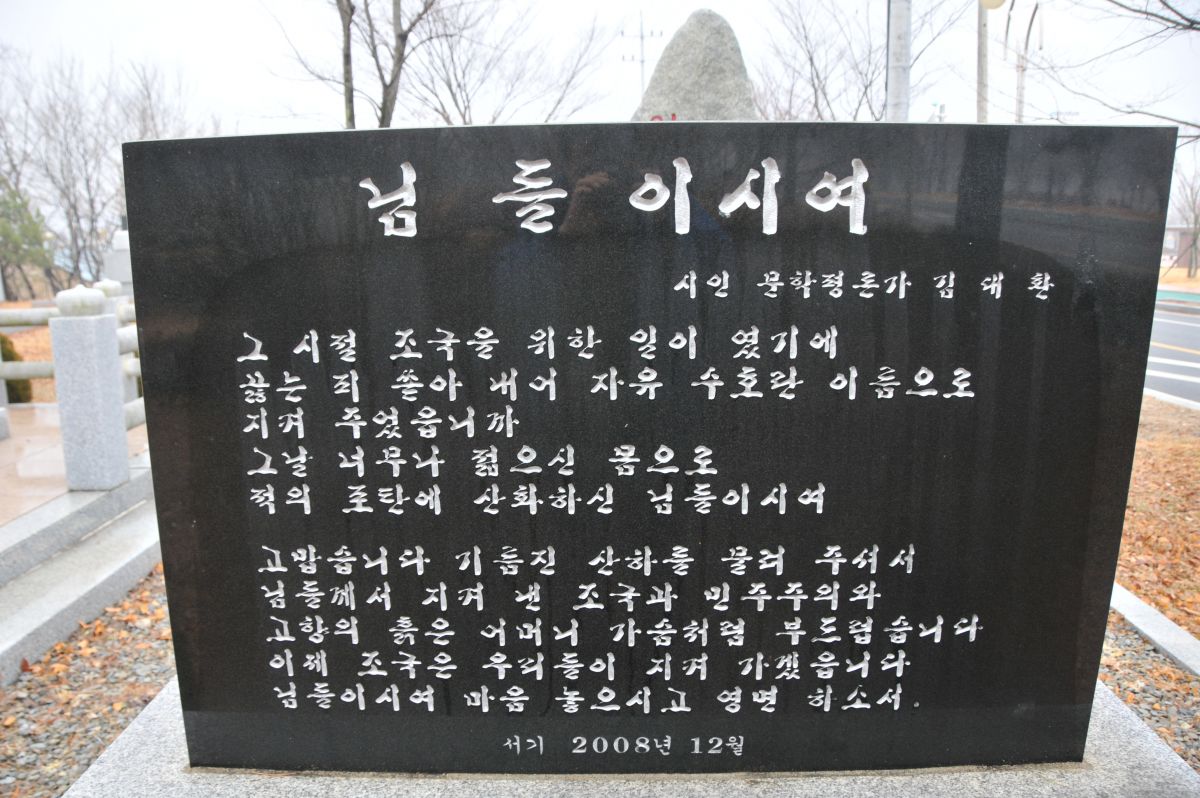 님 들 이시여
시인 문학평론가 김 대 환
그 시절 조국을 위한 일이 였기에
끓는 피 쏟아 내어 자유 수호란 이름으로
지켜 주었읍니까
그날 너무나 젊으신 몸으로
적의 포탄에 산화하신 님들이시여
고맙습니다 기름진 산하를 물려 주셔서
님들께서 지켜 낸 조국과 민주주의와
고향의 흙은 어머니 가슴처럼 부드럽습니다
이제 조국은 우리들이 지켜 가겠읍니다
님들이시여 마음 놓으시고 영면 하소서.
서기 2008년 12월